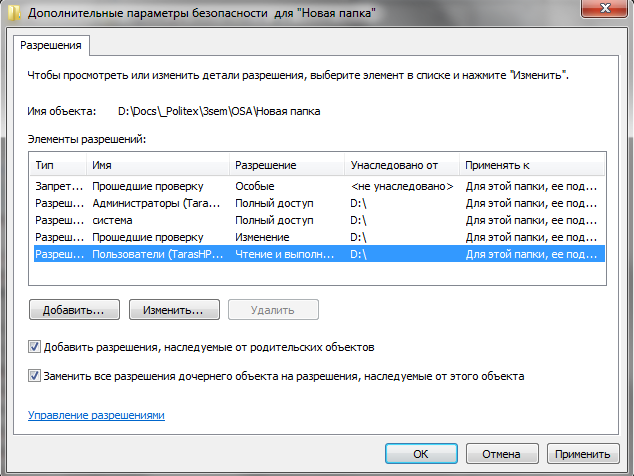 Дополнительные параметры безопасности для "Новая папка"
Разрешения
Чтобы просмотреть или изменить детали разрешения, выберите элемент в списке и нажмите "Изменить".
Имя объекта: D:\Docs\_Politex\3sem\OSA\Новая папка
Элементы разрешений:
Тип Имя Разрешение Унаследовано от Применять к
Запрет... Прошедшие проверку Особые <не унаследовано> Для этой папки, ее под...
Разреш... Администраторы (Tara... Полный доступ D:\ Для этой папки, ее под...
Разреш... система Полный доступ D:\ Для этой папки, ее под...
Разреш... Прошедшие проверку Изменение D:\ Для этой папки, ее под...
Разреш... Пользователи (TarasHP... Чтение и выполн... D:\ Для этой папки, ее под...
Добавить... Изменить... Удалить
Добавить разрешения, наследуемые от родительских объектов
Заменить все разрешения дочернего объекта на разрешения, наследуемые от этого объекта
Управление разрешениями
ОК Отмена Применить